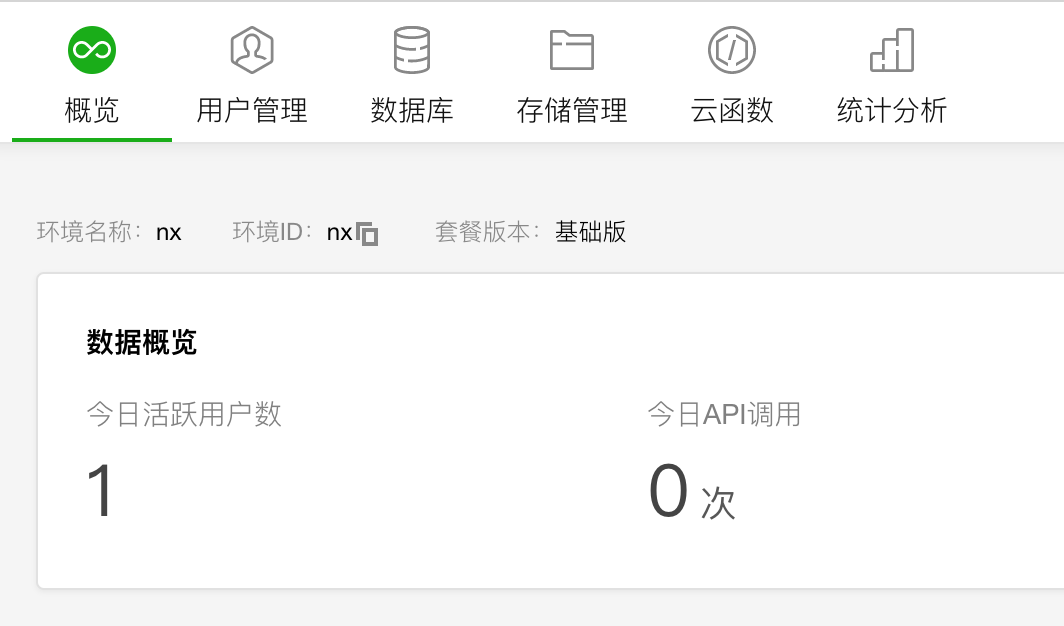 概览 用户管理 数据库 存储管理 云函数 统计分析
环境名称: nx 环境ID: nx 套餐版本: 基础版
数据概览
今日活跃用户数 今日API调用
1 0 次